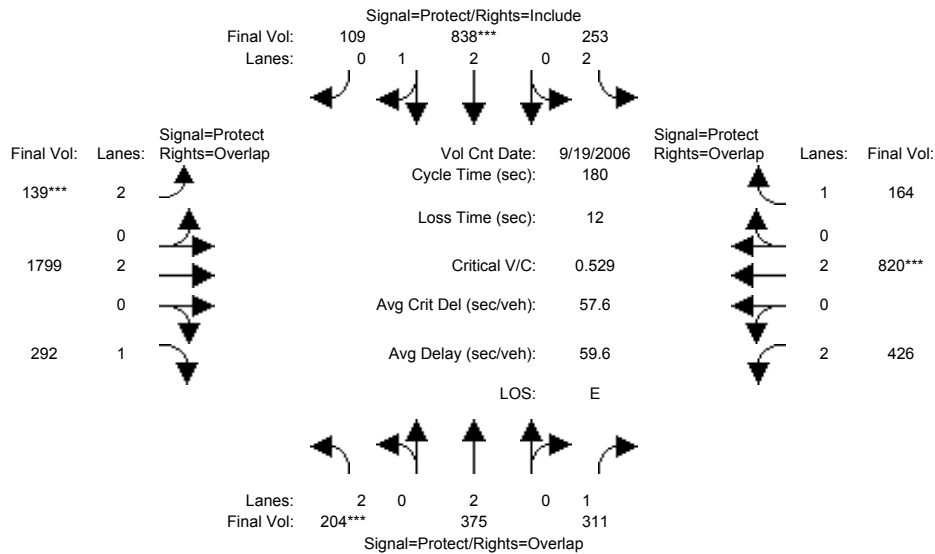 Signal=Protect/Rights=Include
Final Vol: 109 838*** 253
Lanes: 0 1 2 0 2
Signal=Protect Signal=Protect
Final Vol: Lanes: Rights=Overlap Vol Cnt Date: 9/19/2006 Rights=Overlap Lanes: Final Vol:
Cycle Time (sec): 180
139*** 2 1 164
Loss Time (sec): 12
0 0
1799 2 Critical V/C: 0.529 2 820***
0 Avg Crit Del (sec/veh): 57.6 0
292 1 Avg Delay (sec/veh): 59.6 2 426
LOS: E
Lanes: 2 0 2 0 1
Final Vol: 204*** 375 311
Signal=Protect/Rights=Overlap